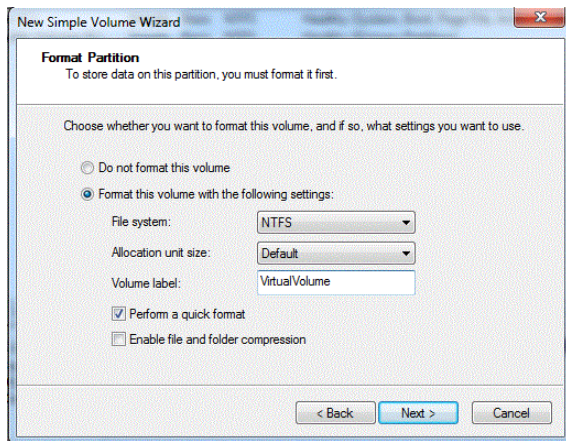 New Simple Volume Wizard
Format Partition
To store data on this partition, you must format it first.
Choose whether you want to format this volume, and if so, what settings you want to use.
Do not format this volume
Format this volume with the following settings:
File system: NTFS
Allocation unit size: Default
Volume label: VirtualVolume
Perform a quick format
Enable file and folder compression
< Back Next > Cancel